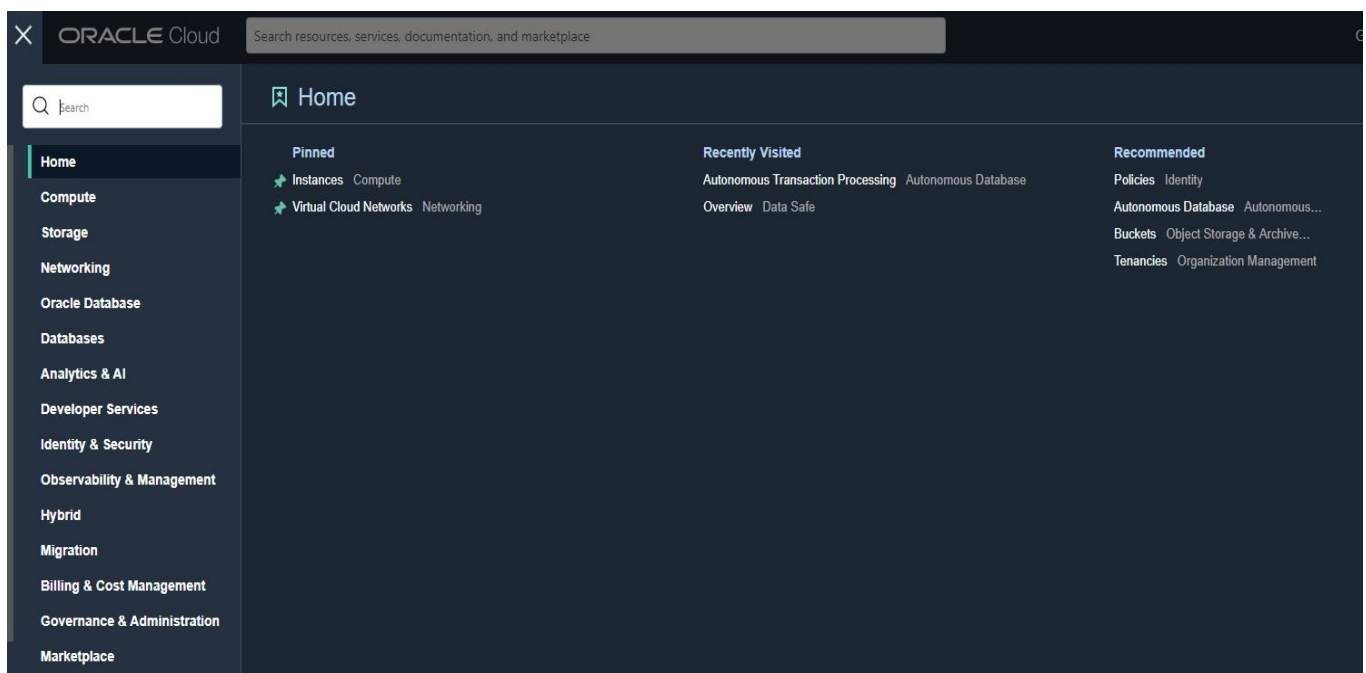 ORACLE Cloud
Search resources, services, documentation, and marketplace
Search
Home
Compute
Storage
Networking
Oracle Database
Databases
Analytics & AI
Developer Services
Identity & Security
Observability & Management
Hybrid
Migration
Billing & Cost Management
Governance & Administration
Marketplace
Home
Pinned
Instances Compute
Virtual Cloud Networks Networking
Recently Visited
Autonomous Transaction Processing Autonomous Database
Overview Data Safe
Recommended
Policies Identity
Autonomous Database Autonomous...
Buckets Object Storage & Archive...
Tenancies Organization Management